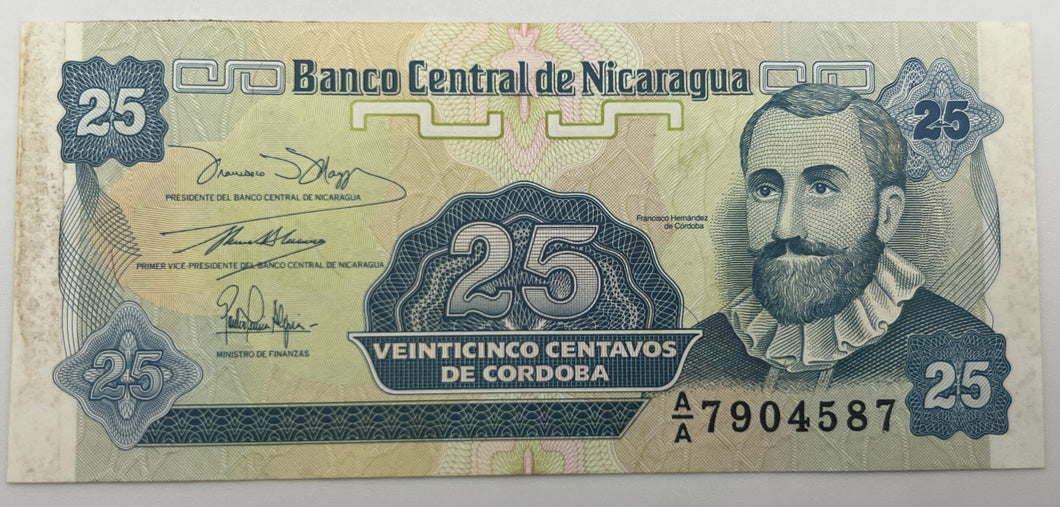 Banco Central de Nicaragua
25
25
PRESIDENTE DEL BANCO CENTRAL DE NICARAGUA
Francisco Hernández
de Córdoba
25
PRIMER VICE-PRESIDENTE DEL BANCO CENTRAL DE NICARAGUA
MINISTRO DE FINANZAS
VEINTICINCO CENTAVOS
DE CORDOBA
25
25
A/A 7904587